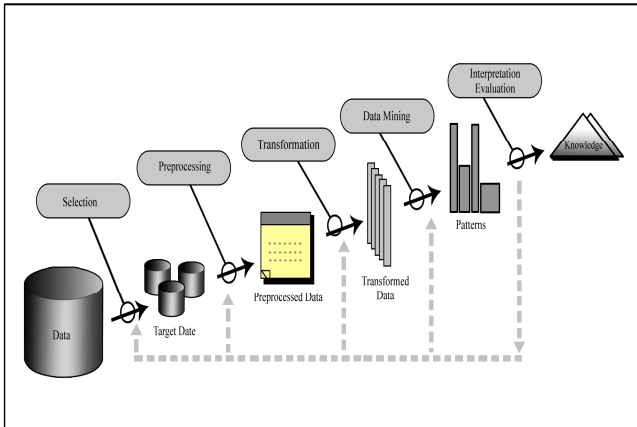 Interpretation
Evaluation
Data Mining
Knowledge
Transformation
Preprocessing
Patterns
Selection
Transformed
Data
Preprocessed Data
Target Date
Data